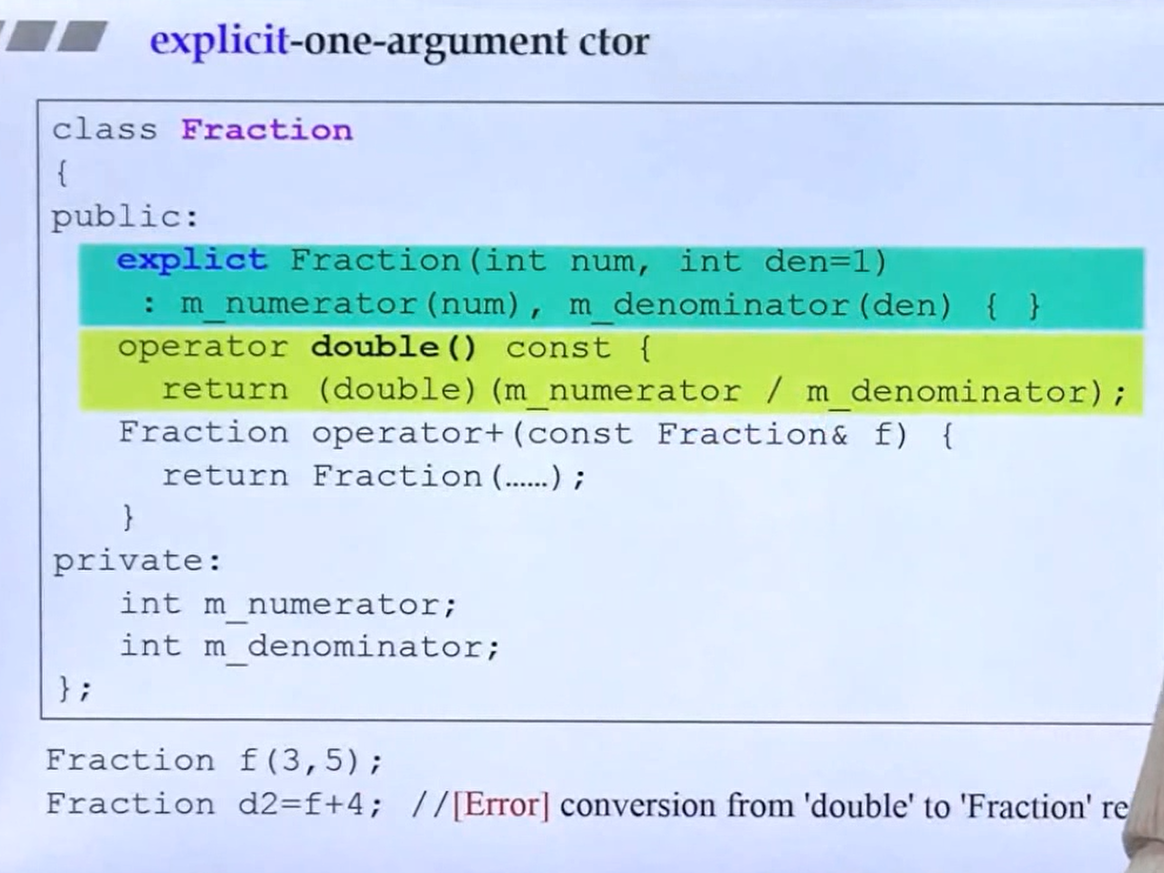 explicit-one-argument ctor
class Fraction
{
public:
explict Fraction(int num, int den=1)
: m_numerator(num), m_denominator(den) { }
operator double() const {
return (double)(m_numerator / m_denominator);
Fraction operator+(const Fraction& f) {
return Fraction(……);
}
private:
int m_numerator;
int m_denominator;
};
Fraction f(3,5);
Fraction d2=f+4; //[Error] conversion from 'double' to 'Fraction' re